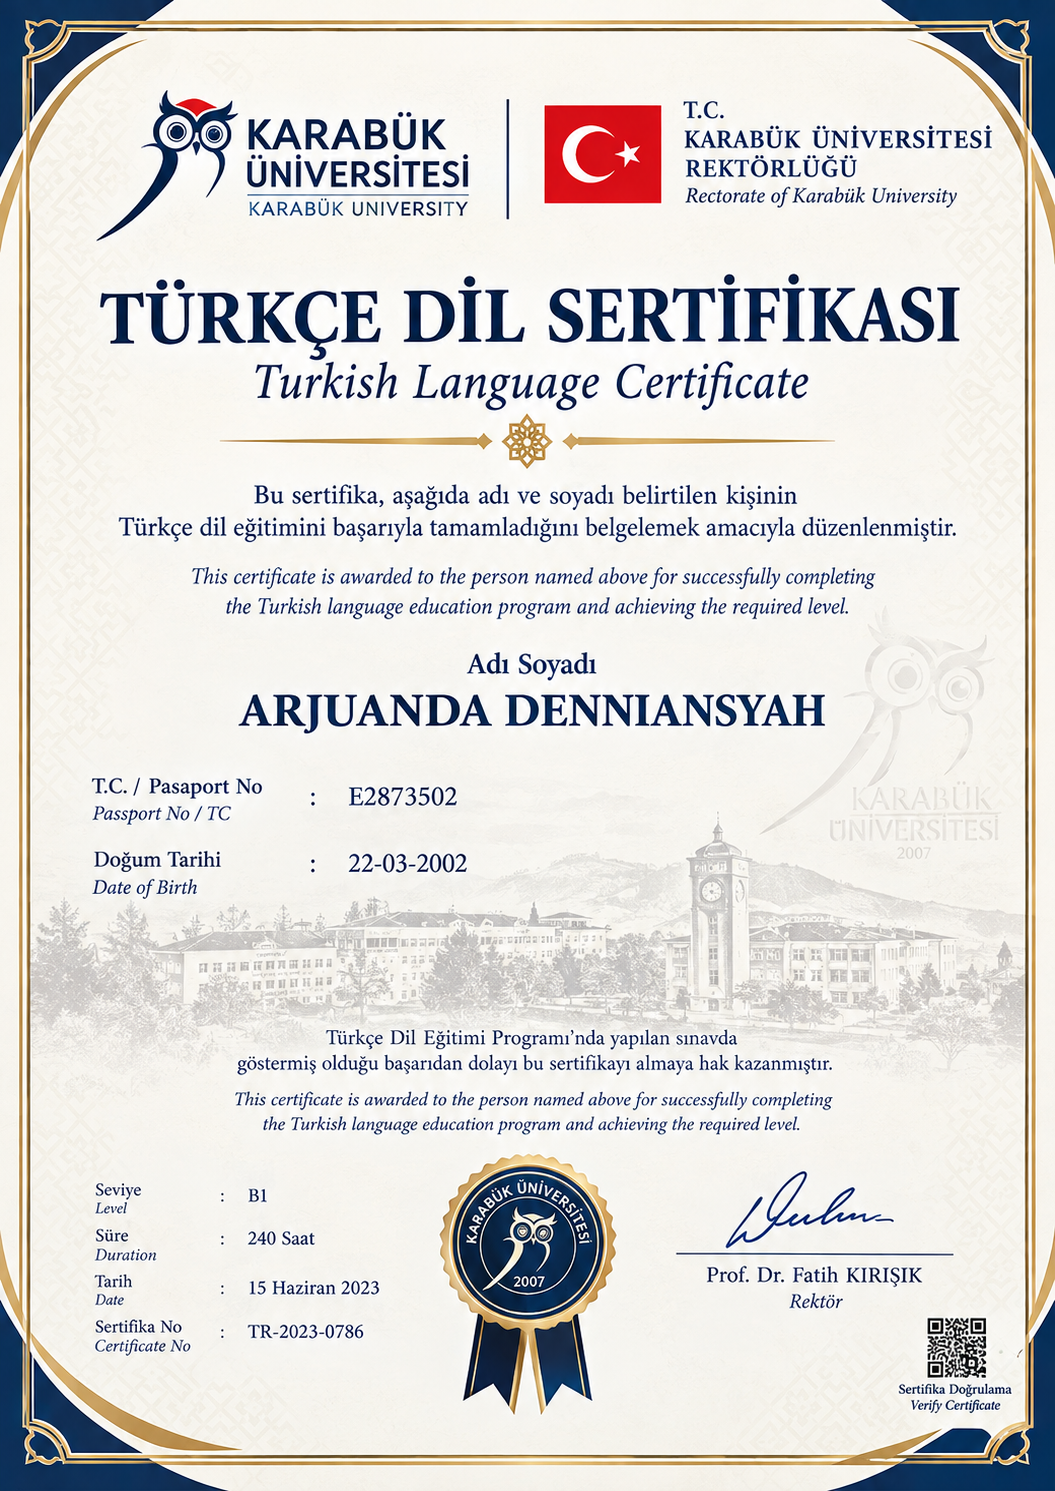 KARABÜK
ÜNİVERSİTESİ
KARABÜK UNIVERSITY
T.C.
KARABÜK ÜNİVERSİTESİ
REKTÖRLÜĞÜ
Rectorate of Karabük University
TÜRKÇE DİL SERTİFİKASI
Turkish Language Certificate
Bu sertifika, aşağıda adı ve soyadı belirtilen kişinin
Türkçe dil eğitimini başarıyla tamamladığını belgelemek amacıyla düzenlenmiştir.
This certificate is awarded to the person named above for successfully completing
the Turkish language education program and achieving the required level.
Adı Soyadı
ARJUANDA DENNIANSYAH
T.C. / Pasaport No : E2873502
Passport No / TC
Doğum Tarihi : 22-03-2002
Date of Birth
KARABÜK
ÜNİVERSİTESİ
2007
Türkçe Dil Eğitimi Programı'nda yapılan sınavda
göstermiş olduğu başarıdan dolayı bu sertifikayı almaya hak kazanmıştır.
This certificate is awarded to the person named above for successfully completing
the Turkish language education program and achieving the required level.
Seviye : B1
Level
Süre : 240 Saat
Duration
Tarih : 15 Haziran 2023
Date
Sertifika No : TR-2023-0786
Certificate No
KARABÜK ÜNİVERSİTESİ
2007
Prof. Dr. Fatih KIRIŞIK
Rektör
Sertifika Doğrulama
Verify Certificate